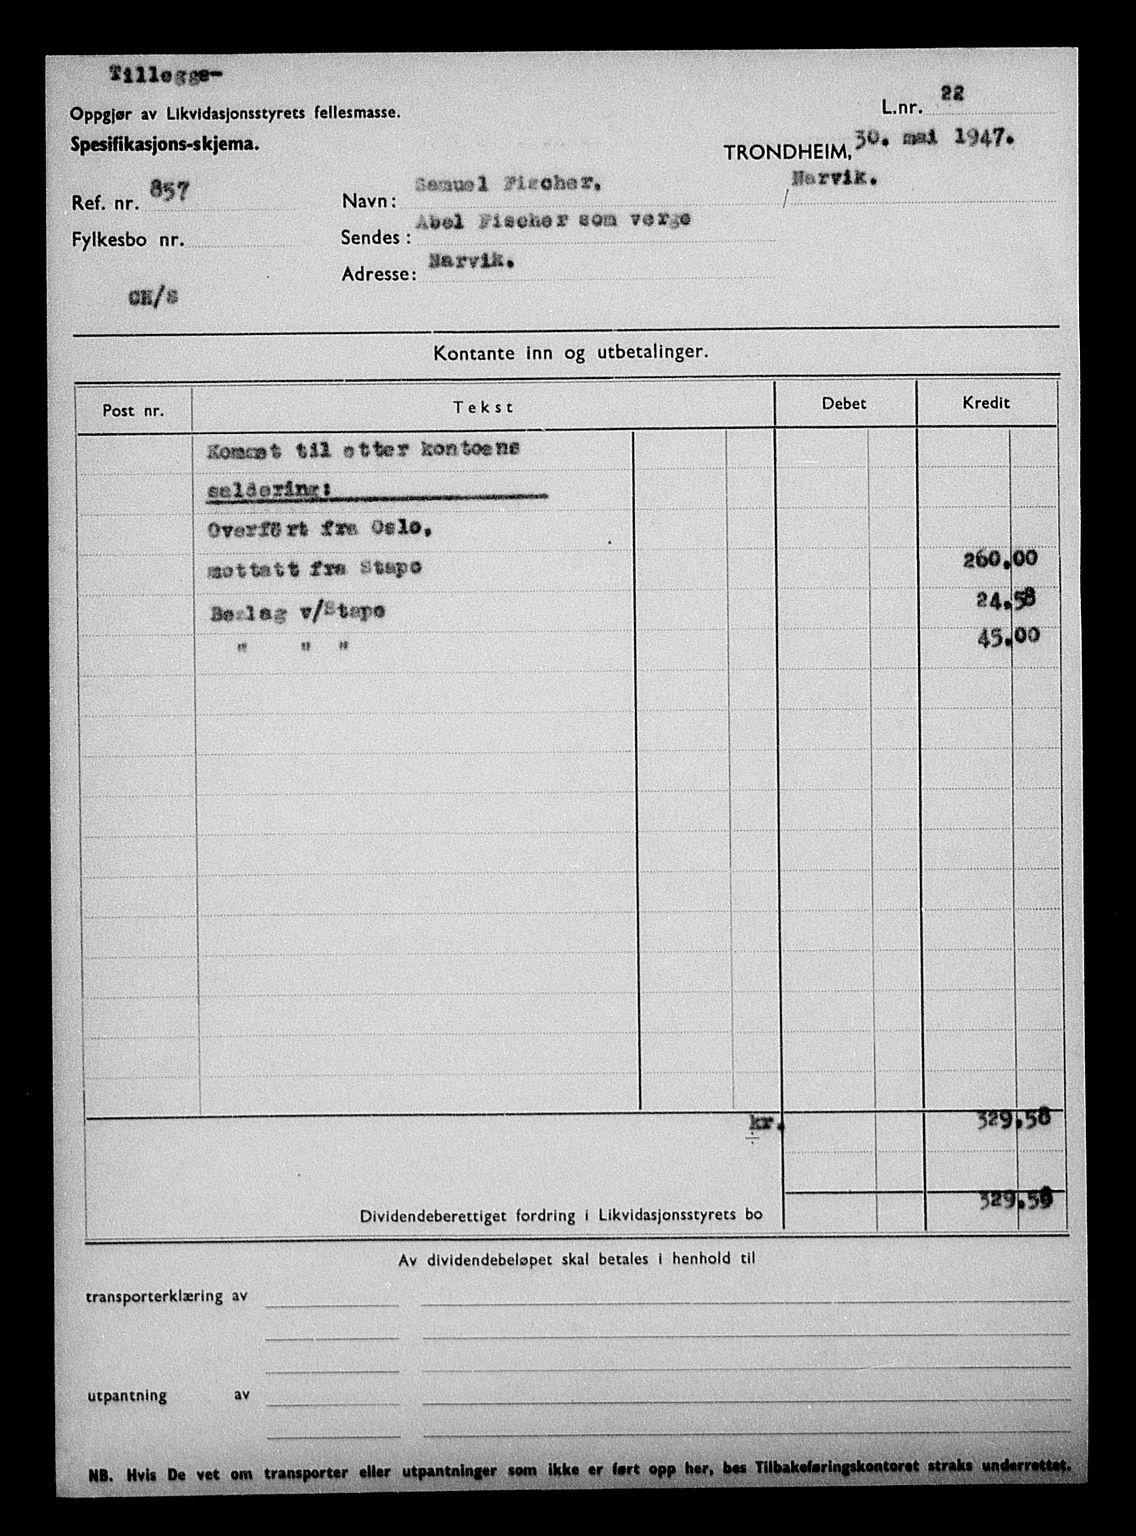 Tilleggs-
Oppgjør av Likvidasjonsstyrets fellesmasse.
L.nr. 22
Spesifikasjons-skjema.
TRONDHEIM, 30. mai 1947.
Ref. nr. 857
Navn: Samuel Fischer, / Narvik.
Fylkesbo nr.
Sendes: Abel Fischer som verge
Adresse: Narvik.
CH/S
Kontante inn og utbetalinger.
Post nr. Tekst Debet Kredit
Kommet til etter kontoens
saldering:
Overført fra Oslo,
mottatt fra Stapo 260,00
Beslag v/Stapo 24,58
" " " 45,00
kr. 329,58
÷
Dividendeberettiget fordring i Likvidasjonsstyrets bo 329,58
Av dividendebeløpet skal betales i henhold til
transporterklæring av
utpantning av
NB. Hvis De vet om transporter eller utpantninger som ikke er ført opp her, bes Tilbakeføringskontoret straks underrettet.